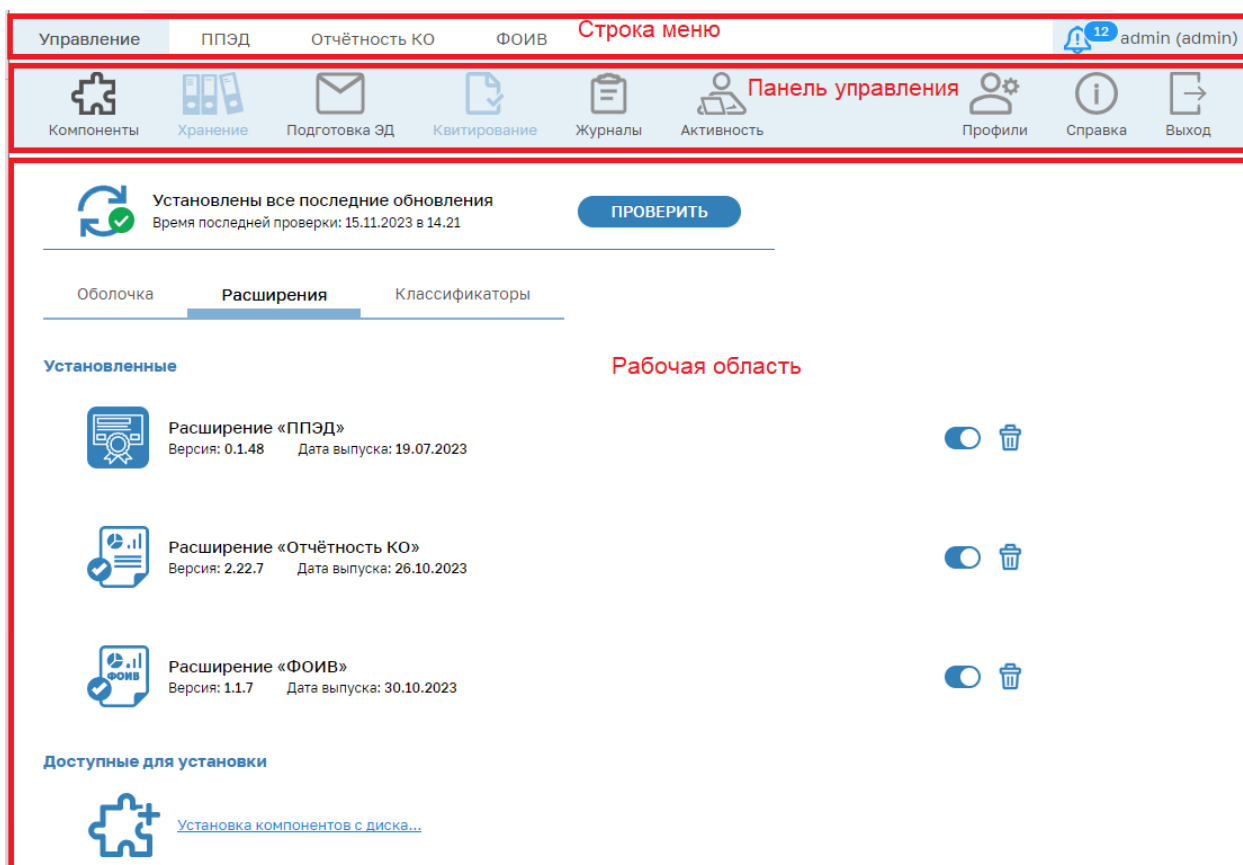 Управление ППЭД Отчётность КО ФОИВ Строка меню 12 admin (admin)
Панель управления
Компоненты Хранение Подготовка ЭД Квитирование Журналы Активность Профили Справка Выход
Установлены все последние обновления
Время последней проверки: 15.11.2023 в 14.21
ПРОВЕРИТЬ
Оболочка Расширения Классификаторы
Установленные
Рабочая область
Расширение «ППЭД»
Версия: 0.1.48 Дата выпуска: 19.07.2023
Расширение «Отчётность КО»
Версия: 2.22.7 Дата выпуска: 26.10.2023
ФОИВ
Расширение «ФОИВ»
Версия: 1.1.7 Дата выпуска: 30.10.2023
Доступные для установки
Установка компонентов с диска...